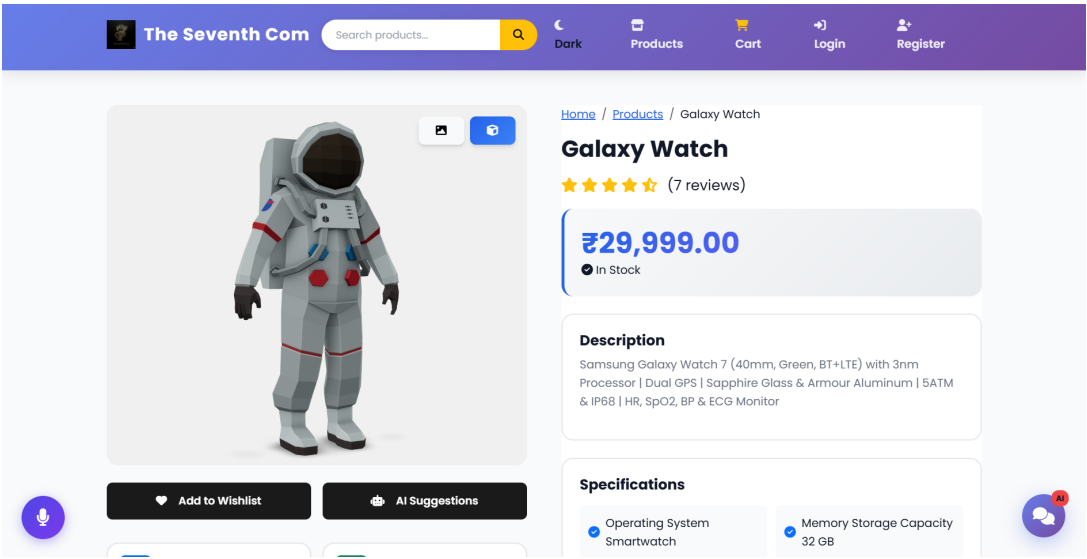 The Seventh Com
Search products...
Dark
Products
Cart
Login
Register
Home / Products / Galaxy Watch
Galaxy Watch
(7 reviews)
₹29,999.00
In Stock
Description
Samsung Galaxy Watch 7 (40mm, Green, BT+LTE) with 3nm
Processor | Dual GPS | Sapphire Glass & Armour Aluminum | 5ATM
& IP68 | HR, SpO2, BP & ECG Monitor
Add to Wishlist
AI Suggestions
Specifications
Operating System
Smartwatch
Memory Storage Capacity
32 GB
AI